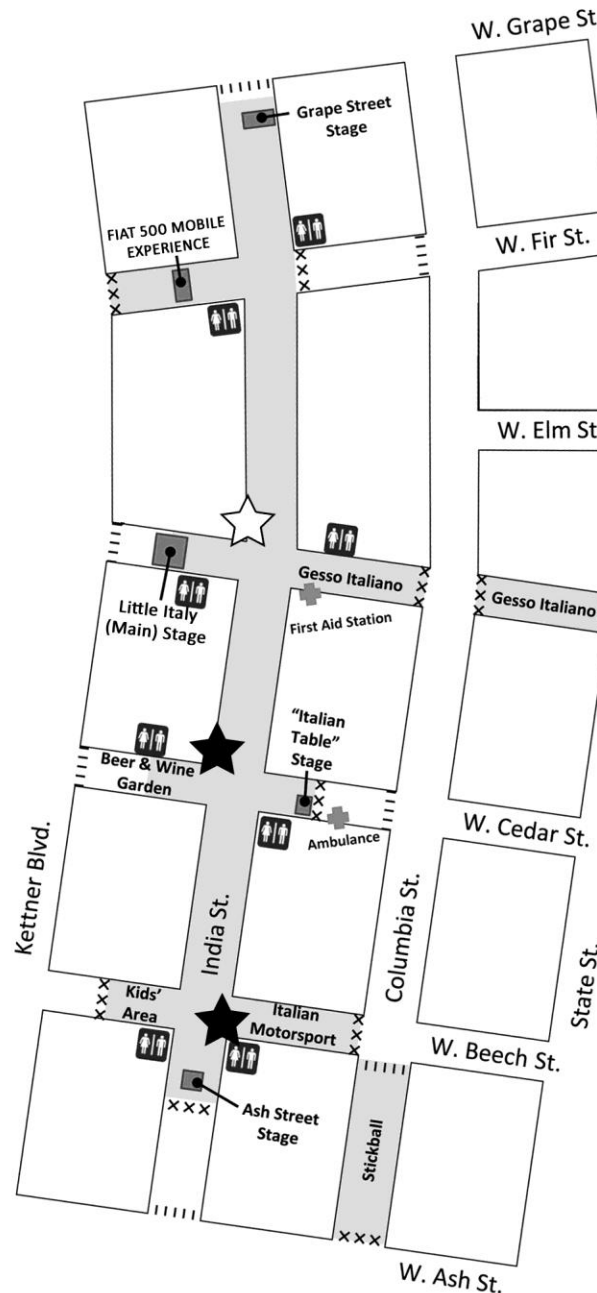 W. Grape St
Grape Street
Stage
W. Fir St.
FIAT 500 MOBILE
EXPERIENCE
W. Elm St
Gesso Italiano
Gesso Italiano
Little Italy
(Main) Stage
First Aid Station
"Italian
Table"
Stage
Beer & Wine
Garden
W. Cedar St.
Ambulance
Kettner Blvd.
India St.
Columbia St.
State St.
Kids'
Area
Italian
Motorsport
W. Beech St.
Ash Street
Stage
Stickball
W. Ash St.